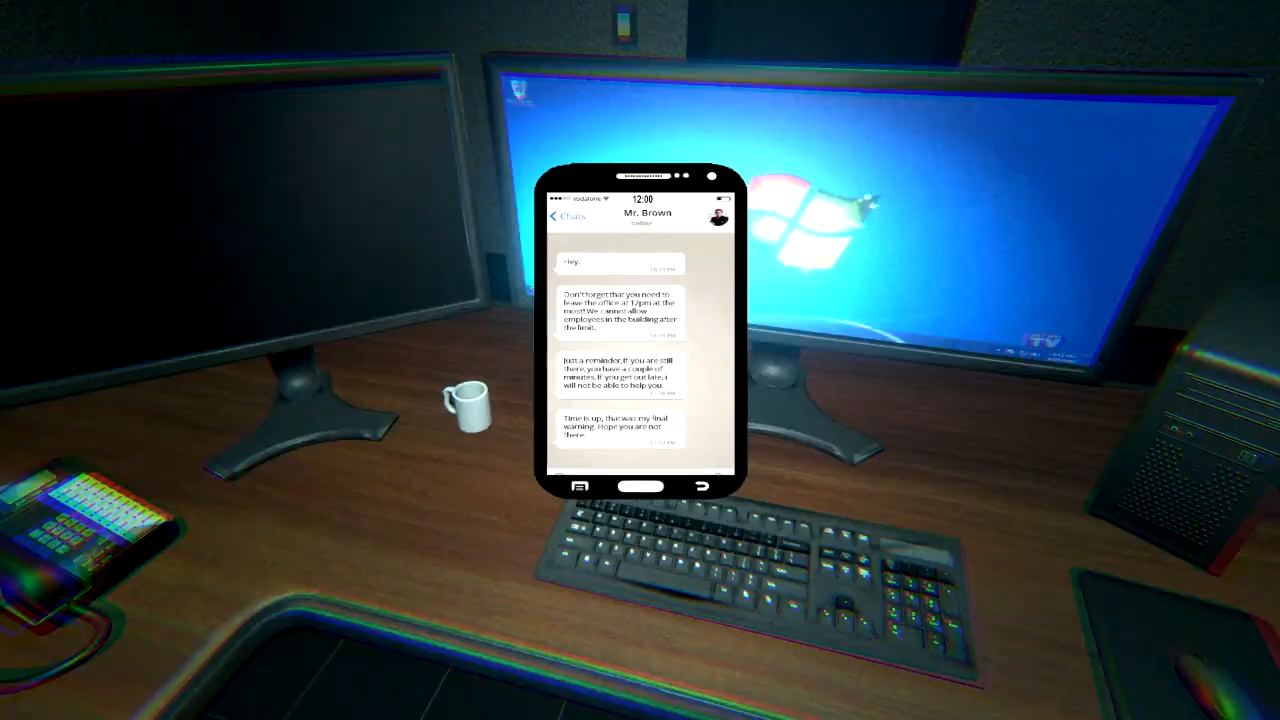 vodafone
12:00
Chats
Mr. Brown
online
Hey.
Don't forget that you need to
leave the office at 12pm at the
most! We cannot allow
employees in the building after
the limit.
Just a reminder,if you are still
there, you have a couple of
minutes. If you get out late, i
will not be able to help you.
Time is up, that was my final
warning. Hope you are not
there.
TV